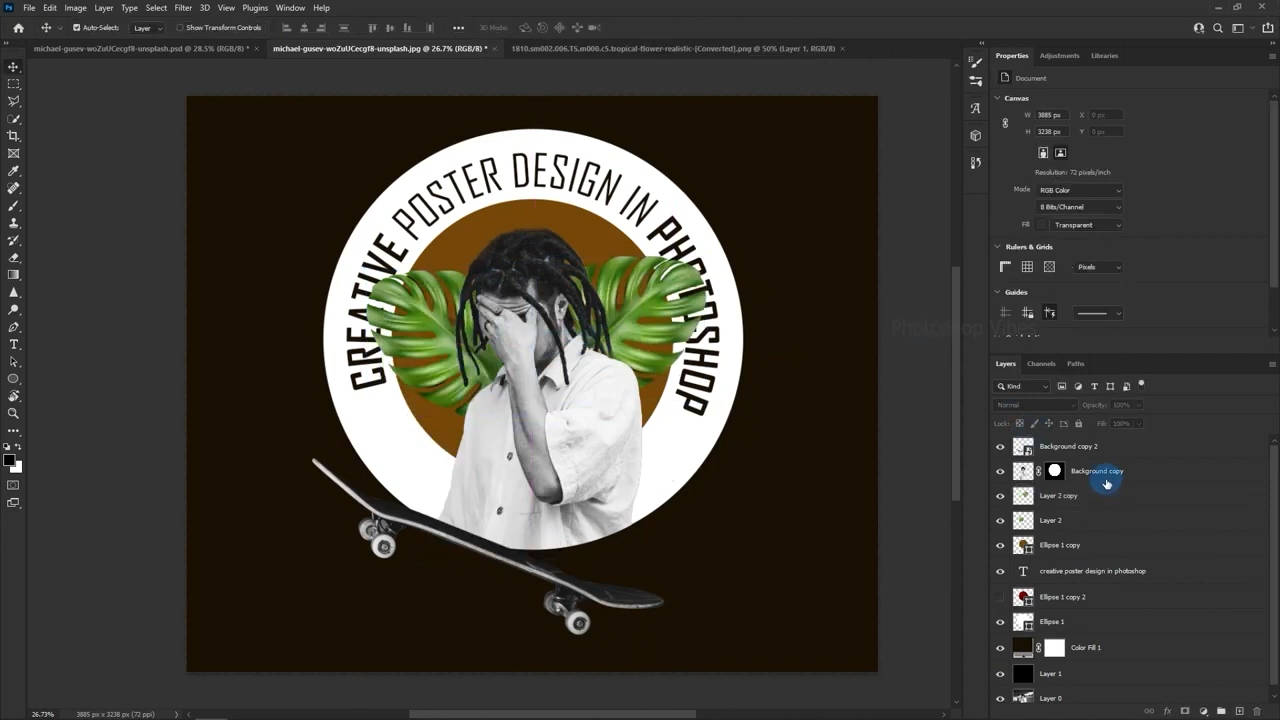 Ps File Edit Image Layer Type Select Filter 3D View Plugins Window Help
Auto-Select: Layer Show Transform Controls 3D Mode:
michael-gusev-woZuUCecgf8-unsplash.psd @ 28.5% (RGB/8) * × michael-gusev-woZuUCecgf8-unsplash.jpg @ 26.7% (RGB/8) * × 1810.sm002.006.TS.m000.c5.tropical-flower-realistic-[Converted].png @ 50% (Layer 1, RGB/8) ×
CREATIVE POSTER DESIGN IN PHOTOSHOP
Photoshop Vibes
Properties Adjustments Libraries
Document
Canvas
W 3885 px X 0 px
H 3238 px Y 0 px
Resolution: 72 pixels/inch
Mode RGB Color
8 Bits/Channel
Fill Transparent
Rulers & Grids
Pixels
Guides
Layers Channels Paths
Kind
Normal Opacity: 100%
Lock: Fill: 100%
Background copy 2
Background copy
Layer 2 copy
Layer 2
Ellipse 1 copy
T creative poster design in photoshop
Ellipse 1 copy 2
Ellipse 1
Color Fill 1
Layer 1
Layer 0
26.73% 3885 px x 3238 px (72 ppi)